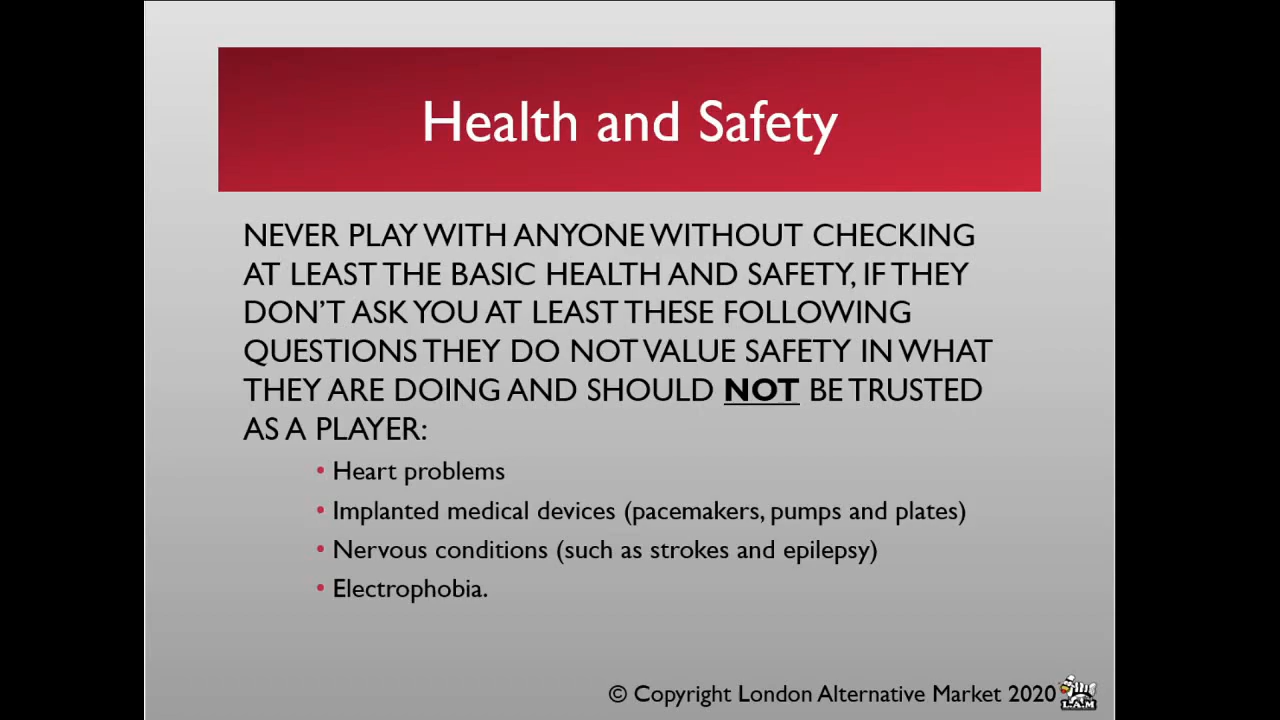 Health and Safety
NEVER PLAY WITH ANYONE WITHOUT CHECKING
AT LEAST THE BASIC HEALTH AND SAFETY, IF THEY
DON’T ASK YOU AT LEAST THESE FOLLOWING
QUESTIONS THEY DO NOT VALUE SAFETY IN WHAT
THEY ARE DOING AND SHOULD NOT BE TRUSTED
AS A PLAYER:
• Heart problems
• Implanted medical devices (pacemakers, pumps and plates)
• Nervous conditions (such as strokes and epilepsy)
• Electrophobia.
© Copyright London Alternative Market 2020
L.A.M